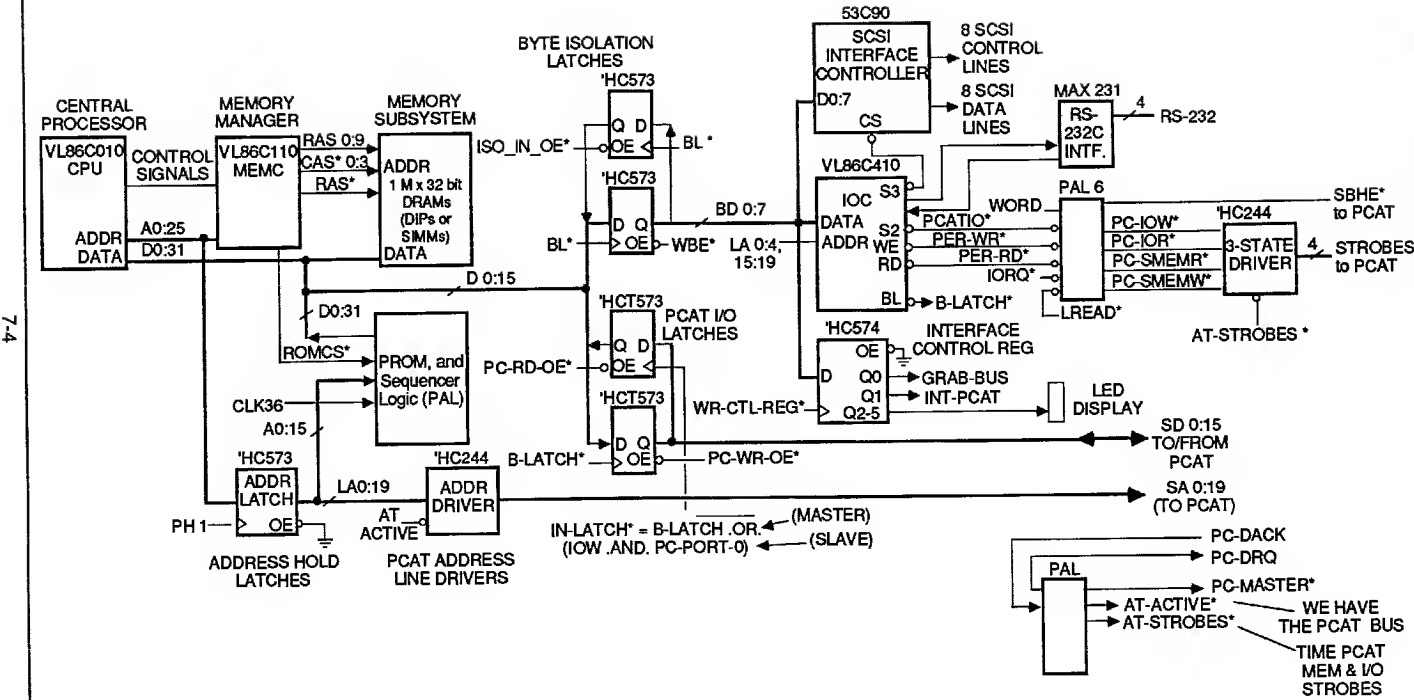 53C90
SCSI
INTERFACE
CONTROLLER
D0:7
CS
8 SCSI
CONTROL
LINES
8 SCSI
DATA
LINES
BYTE ISOLATION
LATCHES
'HC573
Q D
OE
ISO_IN_OE*
BL *
'HC573
D Q
OE
BL*
WBE*
MAX 231
RS-
232C
INTF.
4
RS-232
CENTRAL
PROCESSOR
VL86C010
CPU
ADDR
DATA
CONTROL
SIGNALS
A0:25
D0:31
MEMORY
MANAGER
VL86C110
MEMC
RAS 0:9
CAS* 0:3
RAS*
MEMORY
SUBSYSTEM
ADDR
1 M x 32 bit
DRAMs
(DIPs or
SIMMs)
DATA
BD 0:7
VL86C410
IOC
S3
DATA
ADDR
S2
WE
RD
BL
LA 0:4,
15:19
PCATIO*
PER-WR*
PER-RD*
B-LATCH*
PAL 6
WORD
IORQ*
LREAD*
SBHE*
to PCAT
PC-IOW*
PC-IOR*
PC-SMEMR*
PC-SMEMW*
'HC244
3-STATE
DRIVER
4
STROBES
to PCAT
AT-STROBES *
7-4
D 0:15
D0:31
ROMCS*
PROM, and
Sequencer
Logic (PAL)
CLK36
A0:15
'HCT573
Q D
OE
PCAT I/O
LATCHES
PC-RD-OE*
'HCT573
D Q
OE
B-LATCH*
PC-WR-OE*
'HC574
OE
D
Q0
Q1
Q2-5
INTERFACE
CONTROL REG
GRAB-BUS
INT-PCAT
WR-CTL-REG*
LED
DISPLAY
SD 0:15
TO/FROM
PCAT
SA 0:19
(TO PCAT)
'HC573
ADDR
LATCH
OE
PH 1
ADDRESS HOLD
LATCHES
LA0:19
'HC244
ADDR
DRIVER
AT
ACTIVE
PCAT ADDRESS
LINE DRIVERS
IN-LATCH* = B-LATCH .OR.
(MASTER)
(IOW .AND. PC-PORT-0)
(SLAVE)
PAL
PC-DACK
PC-DRQ
PC-MASTER*
AT-ACTIVE*
AT-STROBES*
WE HAVE
THE PCAT BUS
TIME PCAT
MEM & I/O
STROBES